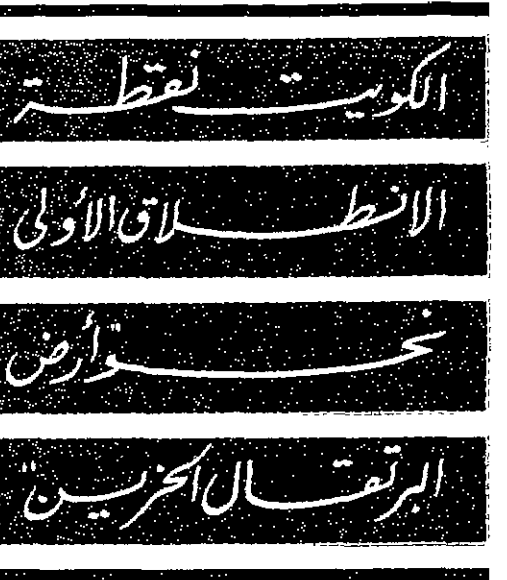 الكويت نقطة
الانطلاق الأولى
نحو "أرض
البرتقال الحزين"